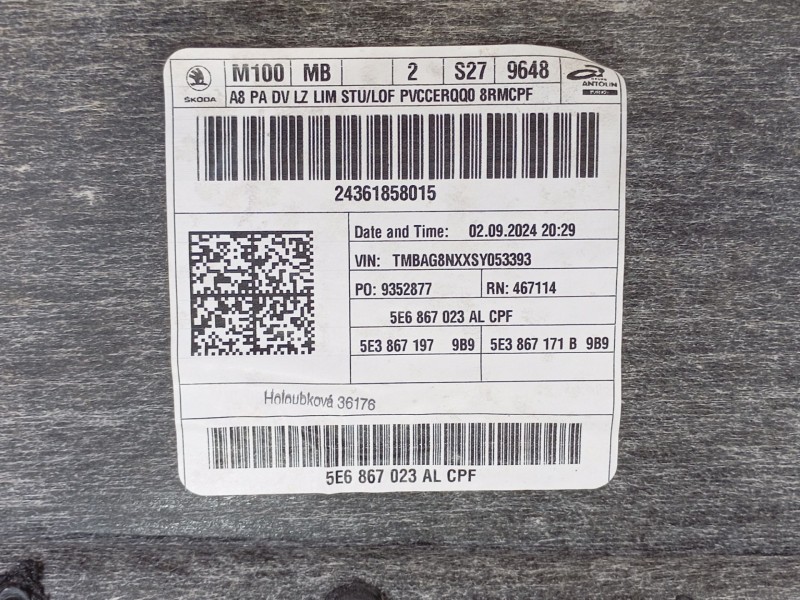 M100 MB 2 S27 9648
ŠKODA
ANTOLIN
A8 PA DV LZ LIM STU/LOF PVCCERQQ0 8RMCPF
24361858015
Date and Time: 02.09.2024 20:29
VIN: TMBAG8NXXSY053393
PO: 9352877 RN: 467114
5E6 867 023 AL CPF
5E3 867 197 9B9 5E3 867 171 B 9B9
Holoubková 36176
5E6 867 023 AL CPF